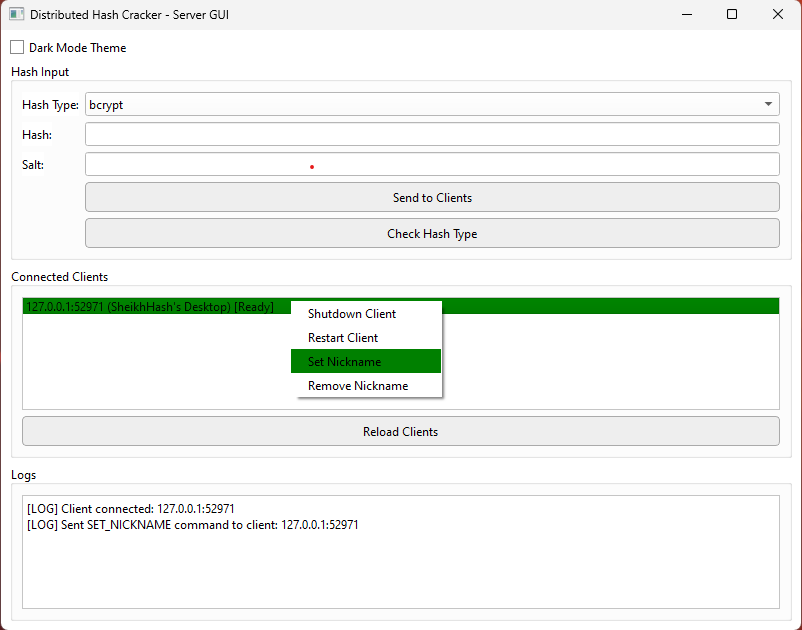 Distributed Hash Cracker - Server GUI
Dark Mode Theme
Hash Input
Hash Type: bcrypt
Hash:
Salt:
Send to Clients
Check Hash Type
Connected Clients
127.0.0.1:52971 (SheikhHash's Desktop) [Ready]
Shutdown Client
Restart Client
Set Nickname
Remove Nickname
Reload Clients
Logs
[LOG] Client connected: 127.0.0.1:52971
[LOG] Sent SET_NICKNAME command to client: 127.0.0.1:52971